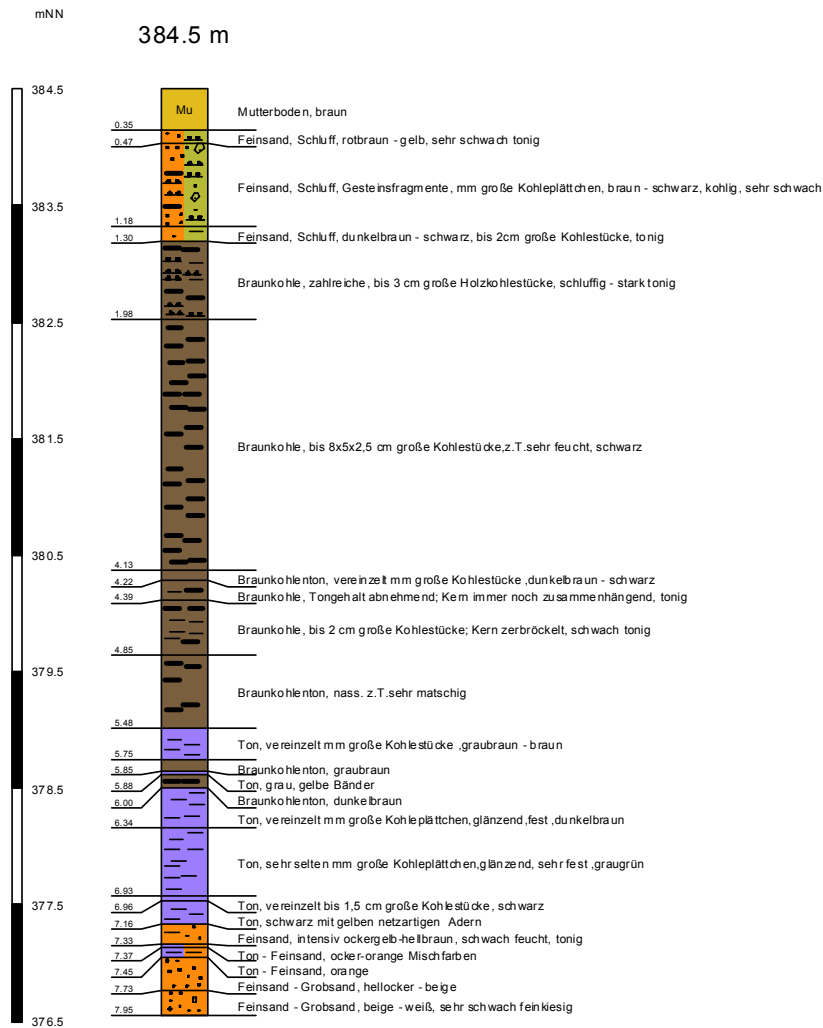 mNN
384.5 m
384.5
Mu
Mutterboden, braun
0.35
0.47
Feinsand, Schluff, rotbraun - gelb, sehr schwach tonig
Feinsand, Schluff, Gesteinsfragmente, mm große Kohleplättchen, braun - schwarz, kohlig, sehr schwach
383.5
1.18
1.30
Feinsand, Schluff, dunkelbraun - schwarz, bis 2cm große Kohlestücke, tonig
Braunkohle, zahlreiche, bis 3 cm große Holzkohlestücke, schluffig - stark tonig
1.98
382.5
381.5
Braunkohle, bis 8x5x2,5 cm große Kohlestücke,z.T.sehr feucht, schwarz
380.5
4.13
4.22
Braunkohlenton, vereinzelt mm große Kohlestücke ,dunkelbraun - schwarz
4.39
Braunkohle, Tongehalt abnehmend; Kern immer noch zusammenhängend, tonig
Braunkohle, bis 2 cm große Kohlestücke; Kern zerbröckelt, schwach tonig
4.85
379.5
Braunkohlenton, nass. z.T.sehr matschig
5.48
Ton, vereinzelt mm große Kohlestücke ,graubraun - braun
5.75
5.85
Braunkohlenton, graubraun
378.5
5.88
Ton, grau, gelbe Bänder
6.00
Braunkohlenton, dunkelbraun
6.34
Ton, vereinzelt mm große Kohleplättchen,glänzend,fest ,dunkelbraun
Ton, sehr selten mm große Kohleplättchen,glänzend, sehr fest ,graugrün
6.93
377.5
6.96
Ton, vereinzelt bis 1,5 cm große Kohlestücke, schwarz
7.16
Ton, schwarz mit gelben netzartigen Adern
7.33
Feinsand, intensiv ockergelb-hellbraun, schwach feucht, tonig
7.37
Ton - Feinsand, ocker-orange Mischfarben
7.45
Ton - Feinsand, orange
7.73
Feinsand - Grobsand, hellocker - beige
7.95
Feinsand - Grobsand, beige - weiß, sehr schwach feinkiesig
376.5